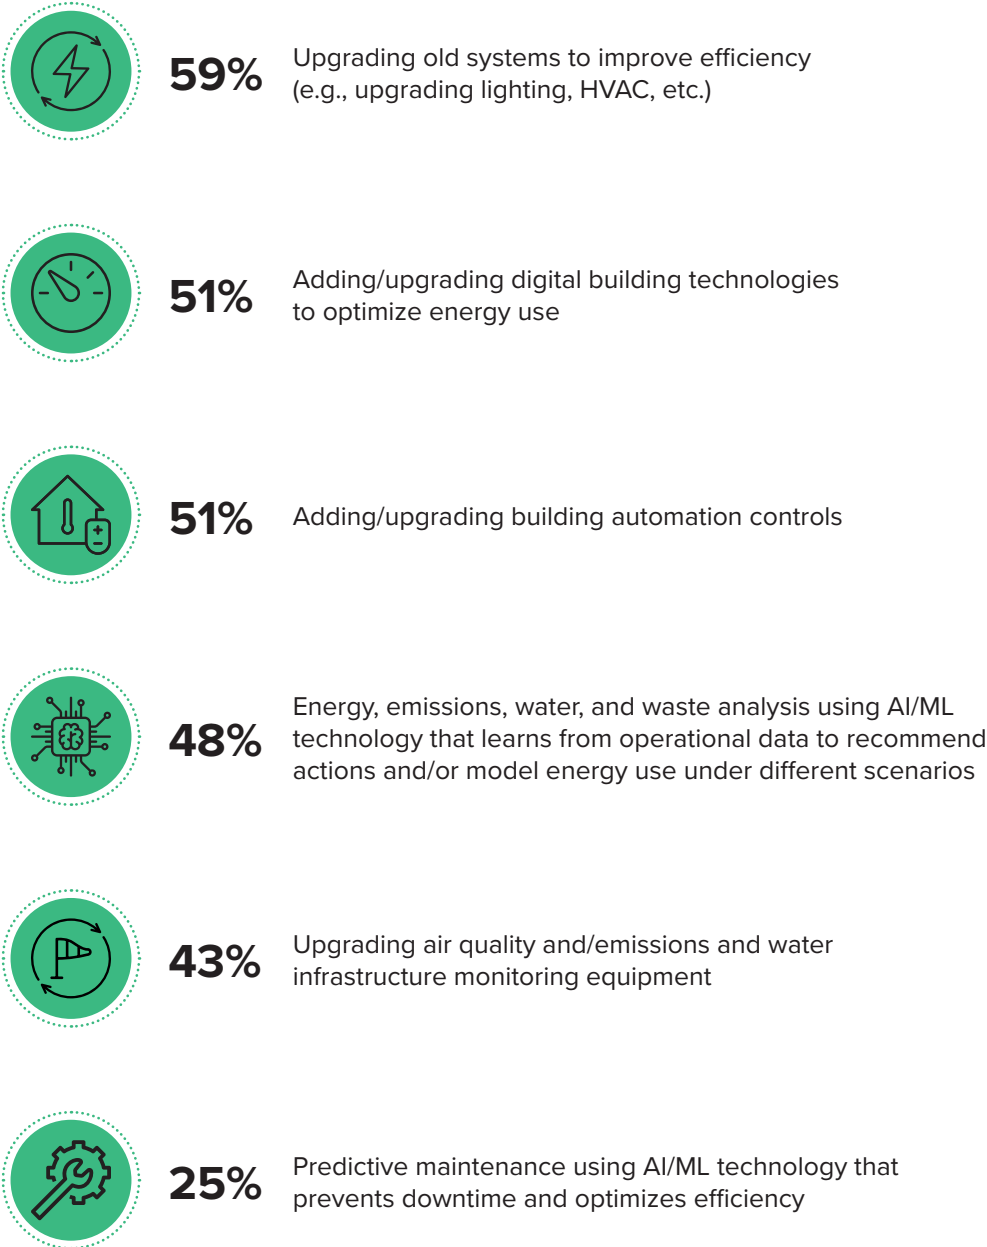 59%
Upgrading old systems to improve efficiency
(e.g., upgrading lighting, HVAC, etc.)
51%
Adding/upgrading digital building technologies
to optimize energy use
51%
Adding/upgrading building automation controls
48%
Energy, emissions, water, and waste analysis using AI/ML
technology that learns from operational data to recommend
actions and/or model energy use under different scenarios
43%
Upgrading air quality and/emissions and water
infrastructure monitoring equipment
25%
Predictive maintenance using AI/ML technology that
prevents downtime and optimizes efficiency